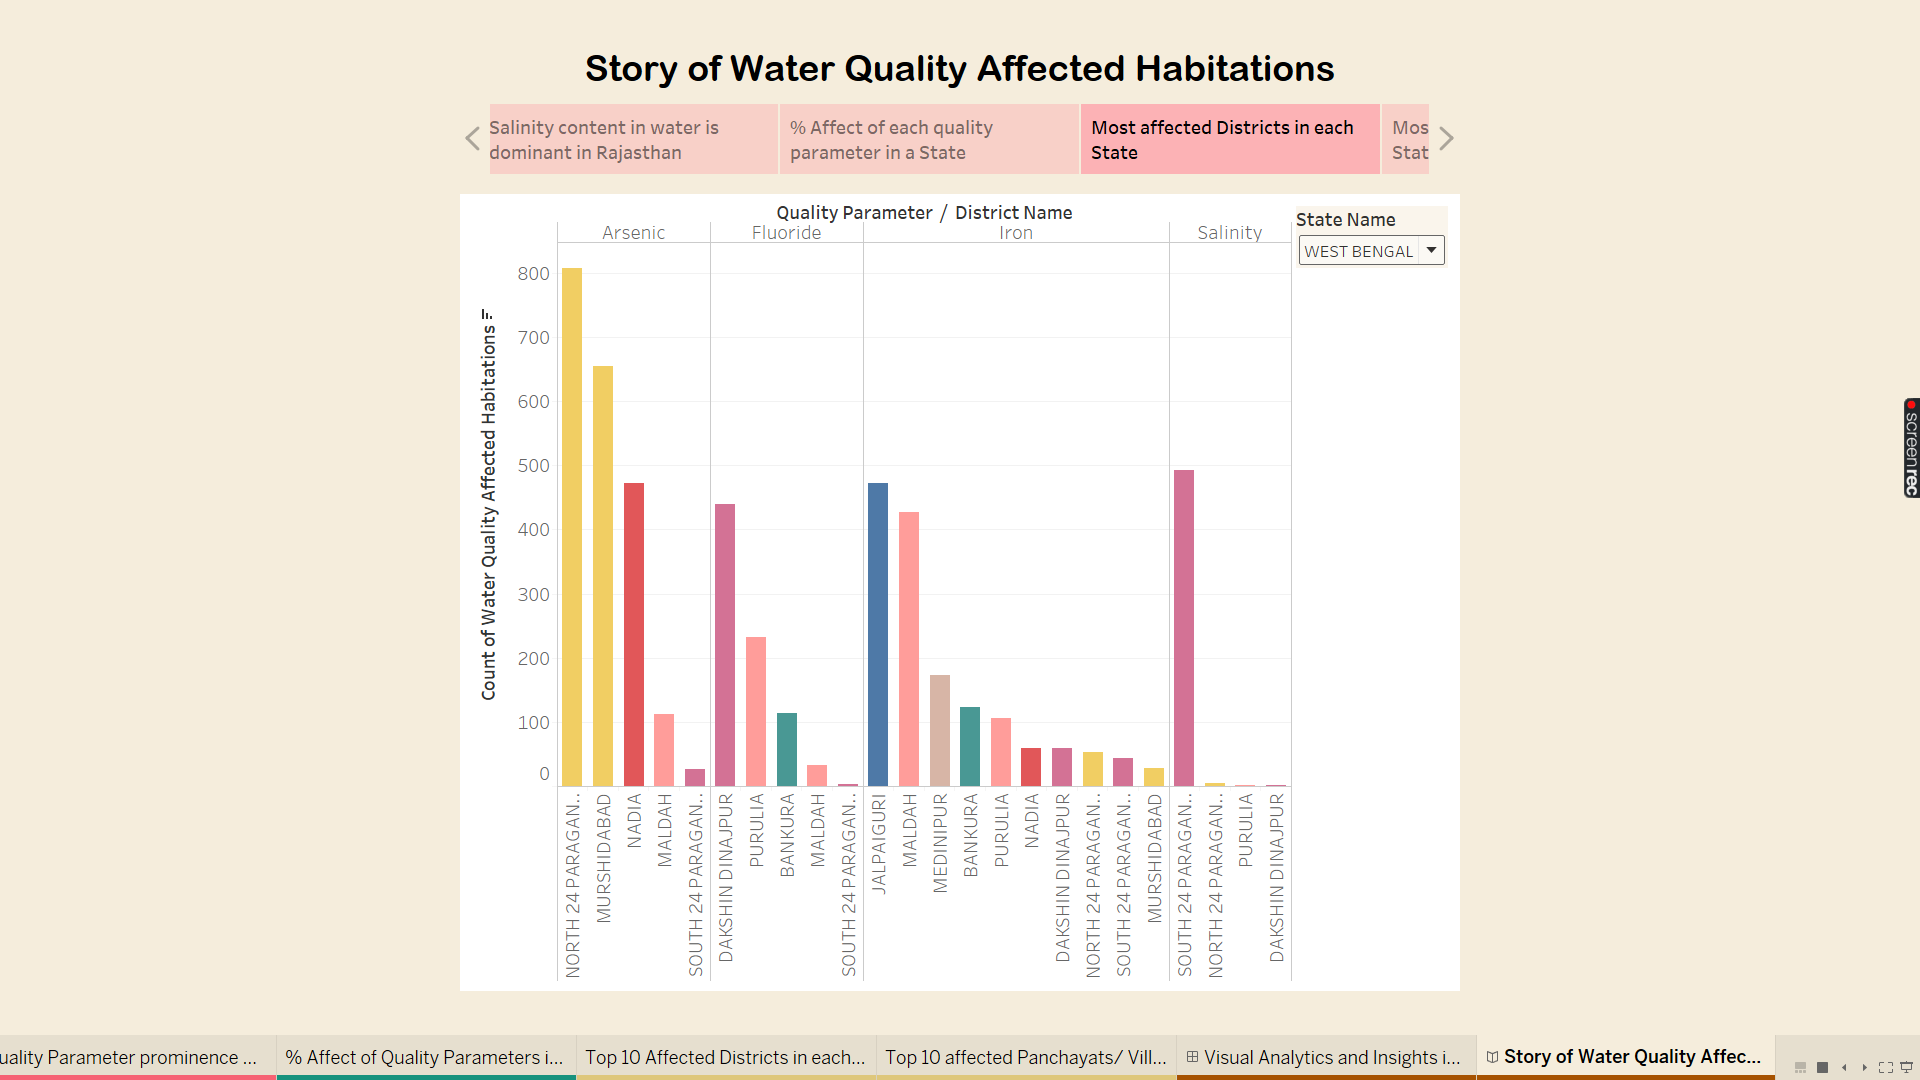 Story of Water Quality Affected Habitations
Salinity content in water is
dominant in Rajasthan
% Affect of each quality
parameter in a State
Most affected Districts in each
State
Mos
Stat
Quality Parameter / District Name
Arsenic
Fluoride
Iron
Salinity
State Name
WEST BENGAL
Count of Water Quality Affected Habitations
800
700
600
500
400
300
200
100
0
NORTH 24 PARAGAN..
MURSHIDABAD
NADIA
MALDAH
SOUTH 24 PARAGAN..
DAKSHIN DINAJPUR
PURULIA
BANKURA
MALDAH
SOUTH 24 PARAGAN..
JALPAIGURI
MALDAH
MEDINIPUR
BANKURA
PURULIA
NADIA
DAKSHIN DINAJPUR
NORTH 24 PARAGAN..
SOUTH 24 PARAGAN..
MURSHIDABAD
SOUTH 24 PARAGAN..
NORTH 24 PARAGAN..
PURULIA
DAKSHIN DINAJPUR
screenrec
uality Parameter prominence ...
% Affect of Quality Parameters i...
Top 10 Affected Districts in each...
Top 10 affected Panchayats/ Vill...
Visual Analytics and Insights i...
Story of Water Quality Affec...